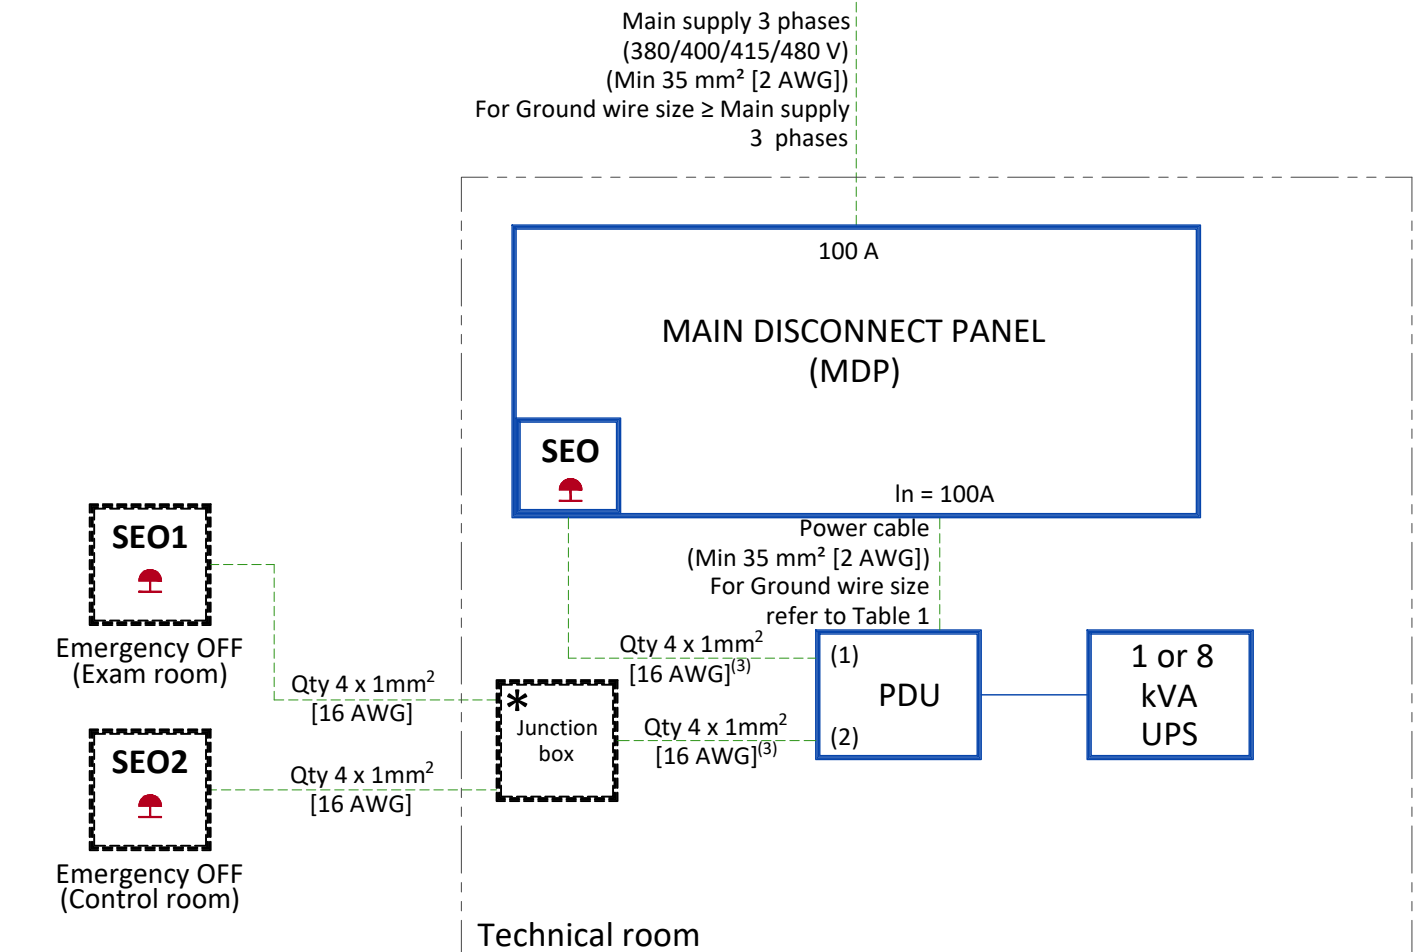 Main supply 3 phases
(380/400/415/480 V)
(Min 35 mm² [2 AWG])
For Ground wire size ≥ Main supply
3 phases
100 A
MAIN DISCONNECT PANEL
(MDP)
SEO
ln = 100A
Power cable
(Min 35 mm² [2 AWG])
For Ground wire size
refer to Table 1
SEO1
Emergency OFF
(Exam room)
Qty 4 x 1mm²
[16 AWG]
Qty 4 x 1mm²
[16 AWG]⁽³⁾
(1)
PDU
(2)
1 or 8
kVA
UPS
*
Junction
box
Qty 4 x 1mm²
[16 AWG]⁽³⁾
SEO2
Emergency OFF
(Control room)
Qty 4 x 1mm²
[16 AWG]
Technical room